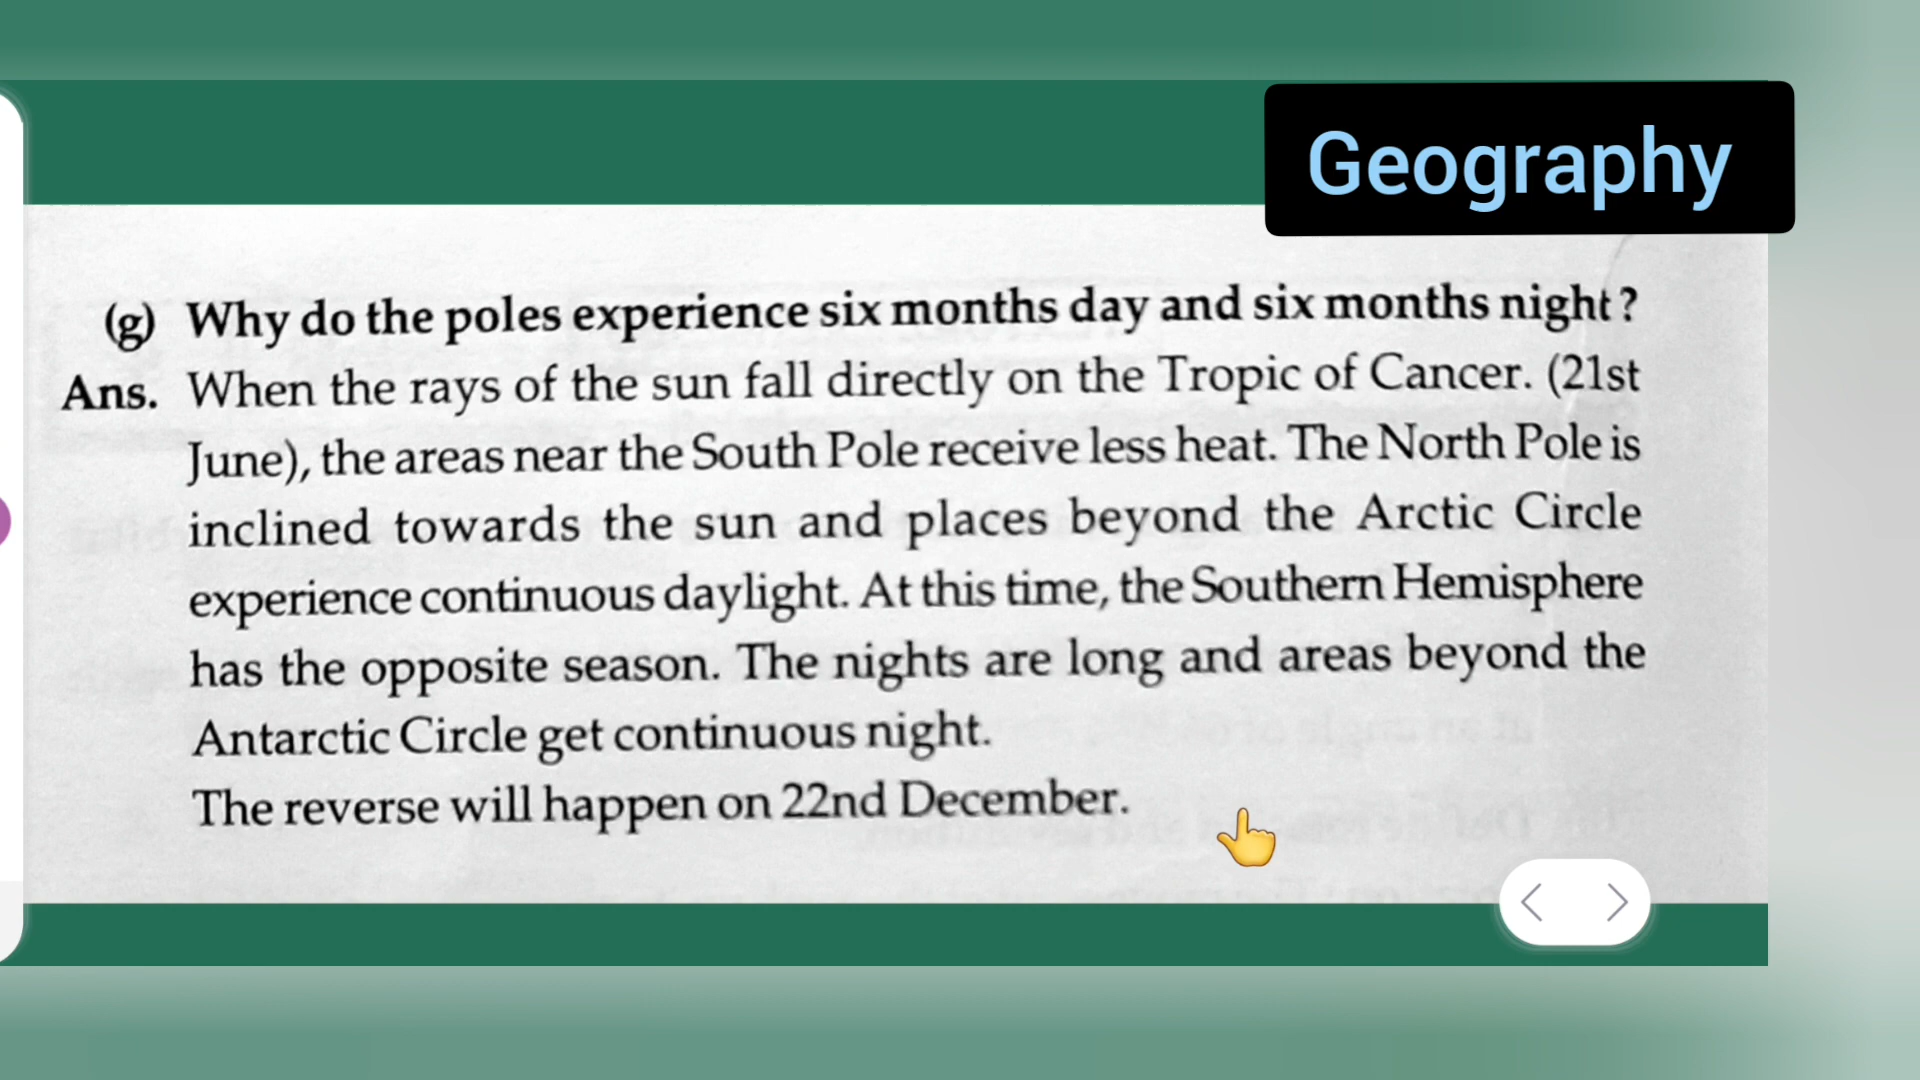 Geography
(g) Why do the poles experience six months day and six months night?
Ans. When the rays of the sun fall directly on the Tropic of Cancer. (21st
June), the areas near the South Pole receive less heat. The North Pole is
inclined towards the sun and places beyond the Arctic Circle
experience continuous daylight. At this time, the Southern Hemisphere
has the opposite season. The nights are long and areas beyond the
Antarctic Circle get continuous night.
The reverse will happen on 22nd December.